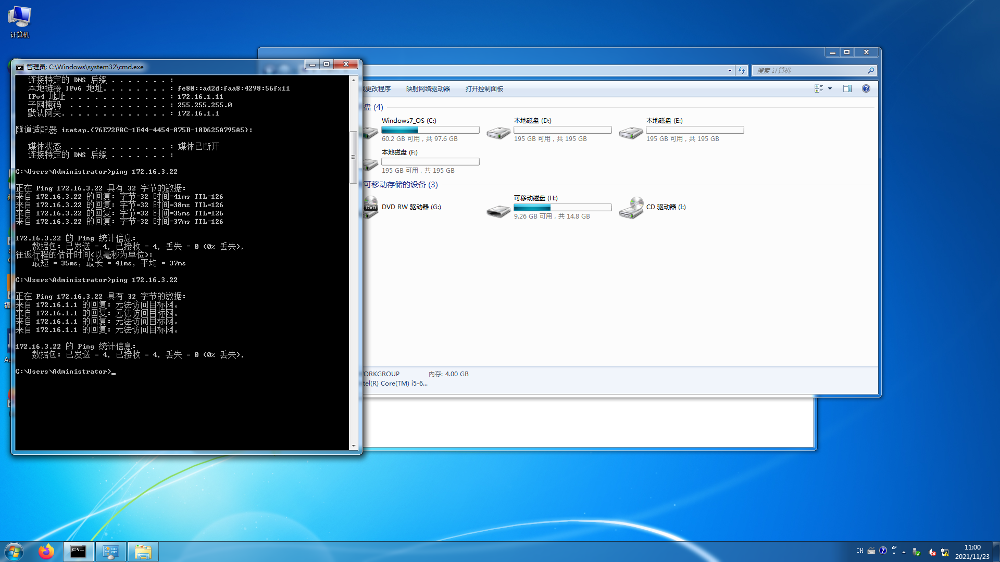 计算机
管理员: C:\Windows\system32\cmd.exe
连接特定的 DNS 后缀 . . . . . . . :
本地链接 IPv6 地址. . . . . . . . : fe80::ad2d:faa8:4298:56f%11
IPv4 地址 . . . . . . . . . . . . : 172.16.1.11
子网掩码  . . . . . . . . . . . . : 255.255.255.0
默认网关. . . . . . . . . . . . . : 172.16.1.1
隧道适配器 isatap.{76E72F8C-1E44-4454-875B-18D625A795A5}:
媒体状态  . . . . . . . . . . . . : 媒体已断开
连接特定的 DNS 后缀 . . . . . . . :
C:\Users\Administrator>ping 172.16.3.22
正在 Ping 172.16.3.22 具有 32 字节的数据:
来自 172.16.3.22 的回复: 字节=32 时间=41ms TTL=126
来自 172.16.3.22 的回复: 字节=32 时间=38ms TTL=126
来自 172.16.3.22 的回复: 字节=32 时间=35ms TTL=126
来自 172.16.3.22 的回复: 字节=32 时间=37ms TTL=126
172.16.3.22 的 Ping 统计信息:
数据包: 已发送 = 4, 已接收 = 4, 丢失 = 0 (0% 丢失),
往返行程的估计时间(以毫秒为单位):
最短 = 35ms, 最长 = 41ms, 平均 = 37ms
C:\Users\Administrator>ping 172.16.3.22
正在 Ping 172.16.3.22 具有 32 字节的数据:
来自 172.16.1.1 的回复: 无法访问目标网。
来自 172.16.1.1 的回复: 无法访问目标网。
来自 172.16.1.1 的回复: 无法访问目标网。
来自 172.16.1.1 的回复: 无法访问目标网。
172.16.3.22 的 Ping 统计信息:
数据包: 已发送 = 4, 已接收 = 4, 丢失 = 0 (0% 丢失),
C:\Users\Administrator>
搜索 计算机
更改程序 映射网络驱动器 打开控制面板
盘 (4)
Windows7_OS (C:)
60.2 GB 可用，共 97.6 GB
本地磁盘 (D:)
195 GB 可用，共 195 GB
本地磁盘 (E:)
195 GB 可用，共 195 GB
本地磁盘 (F:)
195 GB 可用，共 195 GB
可移动存储的设备 (3)
DVD
DVD RW 驱动器 (G:)
可移动磁盘 (H:)
9.26 GB 可用，共 14.8 GB
CD 驱动器 (I:)
ORKGROUP 内存: 4.00 GB
tel(R) Core(TM) i5-6...
福
CH
11:00
2021/11/23